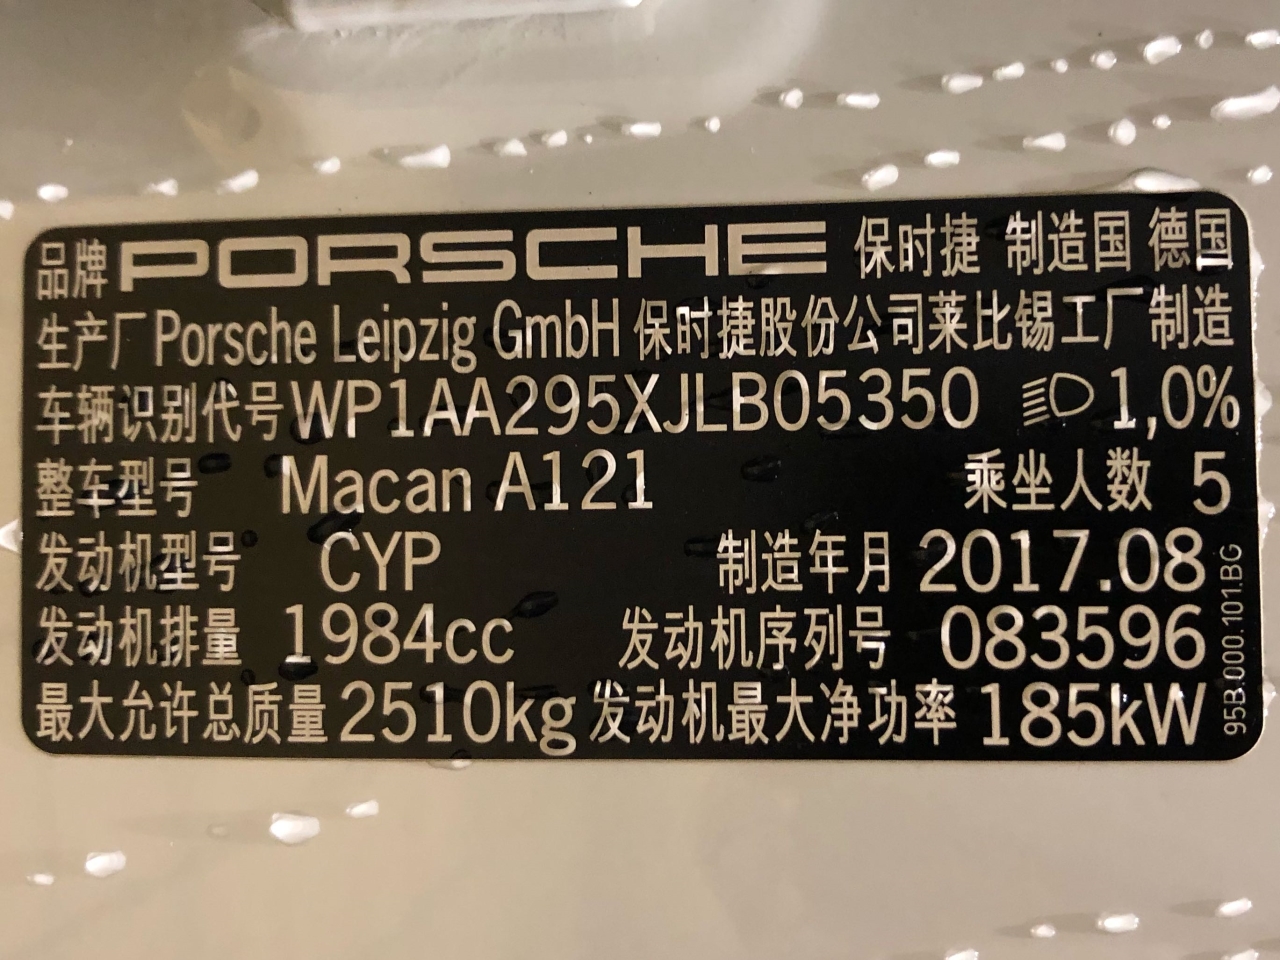 品牌 PORSCHE 保时捷 制造国 德国
生产厂 Porsche Leipzig GmbH 保时捷股份公司莱比锡工厂制造
车辆识别代号 WP1AA295XJLB05350 1,0%
整车型号 Macan A121 乘坐人数 5
发动机型号 CYP 制造年月 2017.08
发动机排量 1984cc 发动机序列号 083596
最大允许总质量 2510kg 发动机最大净功率 185kW
95B.000.101.BG